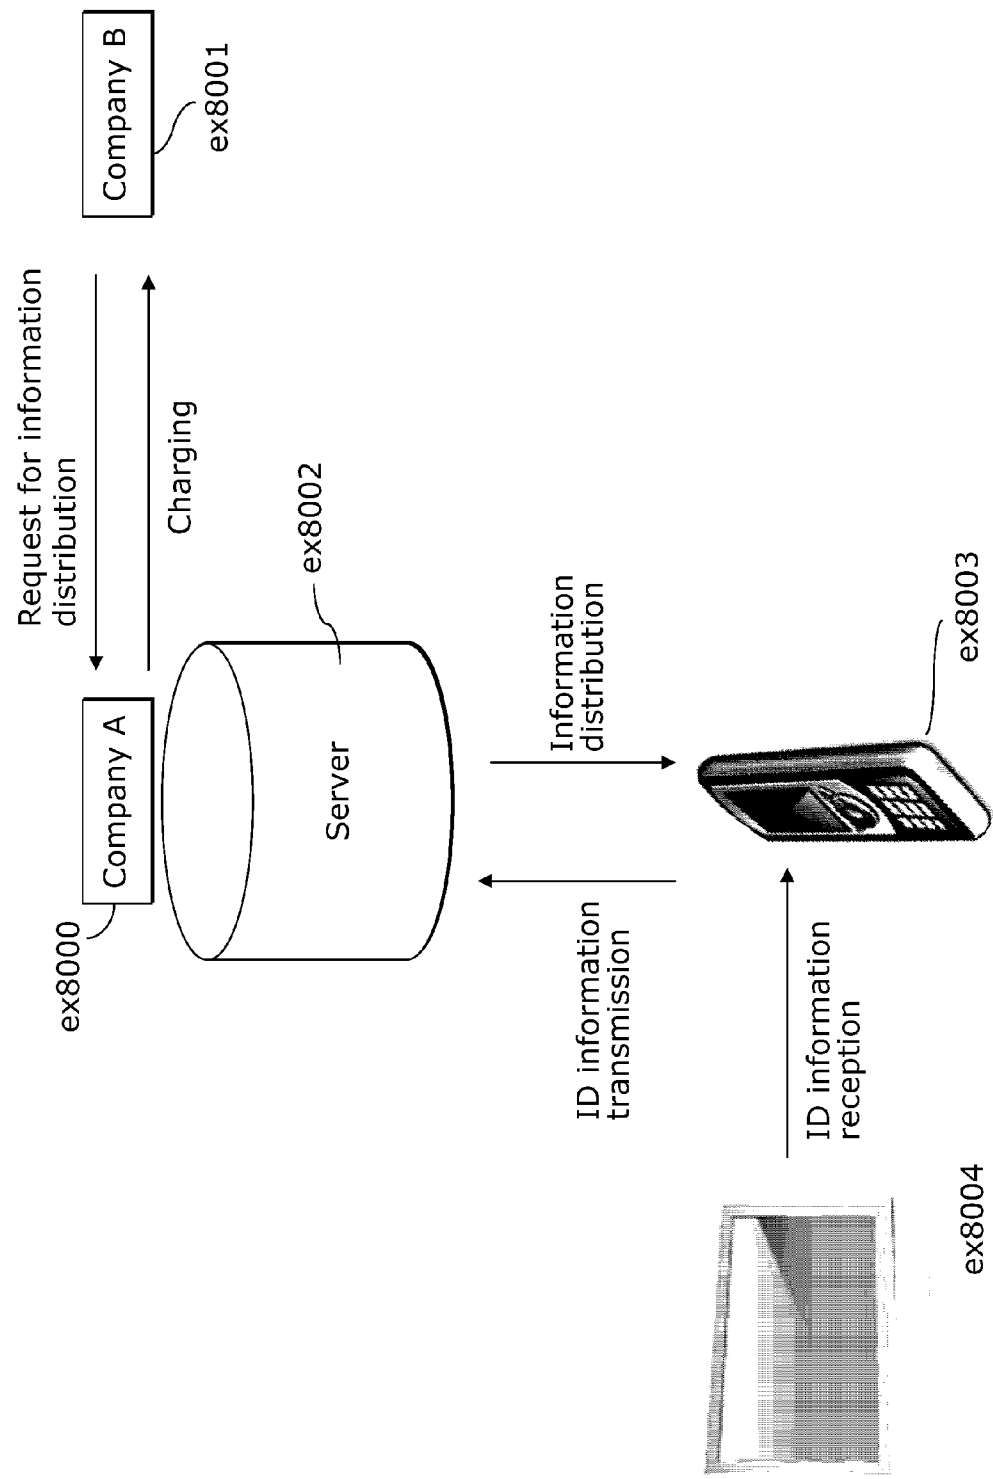 Request for information
distribution
Company B
ex8001
Charging
Company A
ex8000
ex8002
Server
Information
distribution
ID information
transmission
ex8003
ID information
reception
ex8004